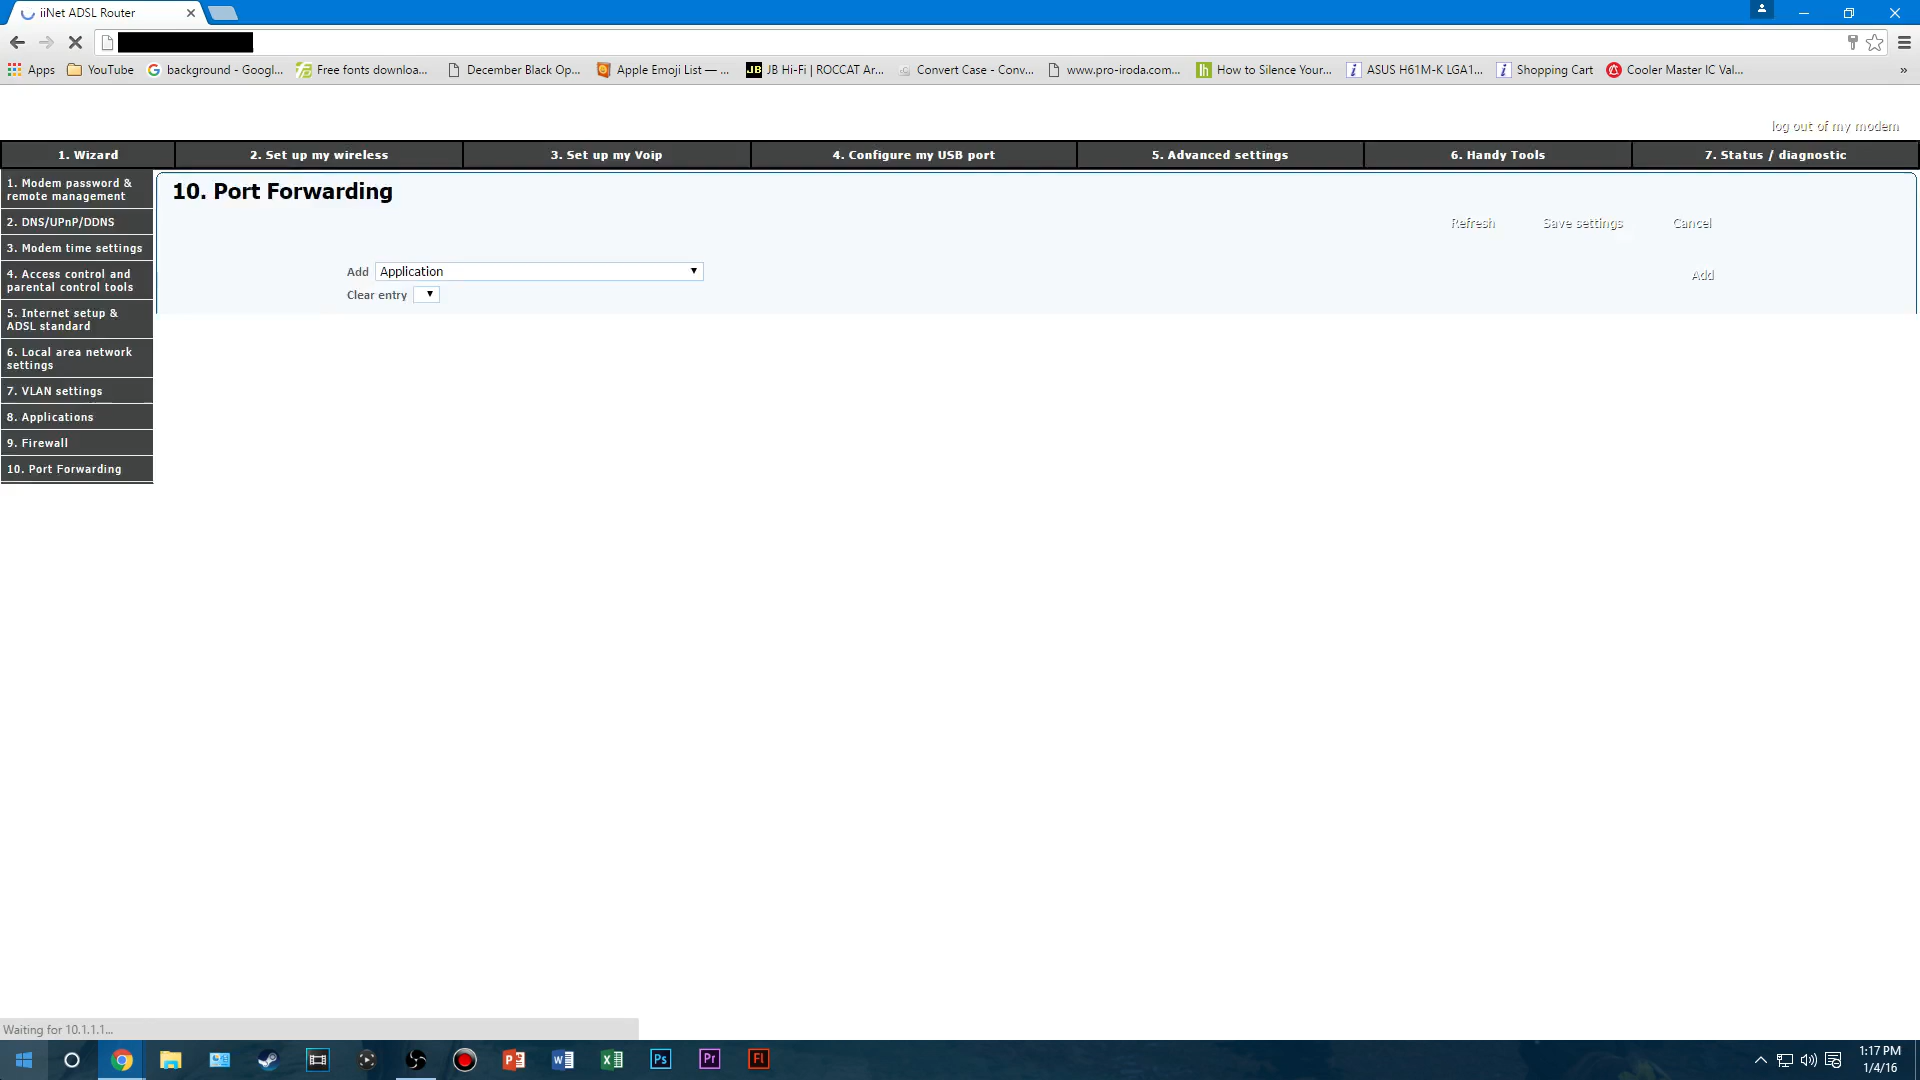 iiNet ADSL Router
Apps YouTube background - Googl... Free fonts downloa... December Black Op... Apple Emoji List — ... JB JB Hi-Fi | ROCCAT Ar... Convert Case - Conv... www.pro-iroda.com... How to Silence Your... ASUS H61M-K LGA1... Shopping Cart Cooler Master IC Val... »
log out of my modem
1. Wizard 2. Set up my wireless 3. Set up my Voip 4. Configure my USB port 5. Advanced settings 6. Handy Tools 7. Status / diagnostic
1. Modem password &
remote management
2. DNS/UPnP/DDNS
3. Modem time settings
4. Access control and
parental control tools
5. Internet setup &
ADSL standard
6. Local area network
settings
7. VLAN settings
8. Applications
9. Firewall
10. Port Forwarding
10. Port Forwarding
Refresh Save settings Cancel
Add Application Add
Clear entry
Waiting for 10.1.1.1...
Ps Pr Fl
1:17 PM
1/4/16